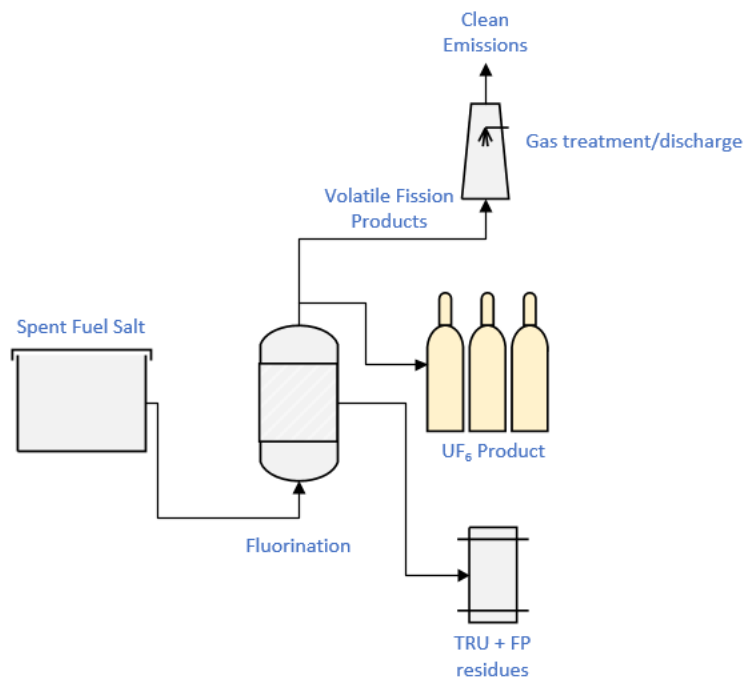 Clean
Emissions
Gas treatment/discharge
Volatile Fission
Products
Spent Fuel Salt
UF₆ Product
Fluorination
TRU + FP
residues